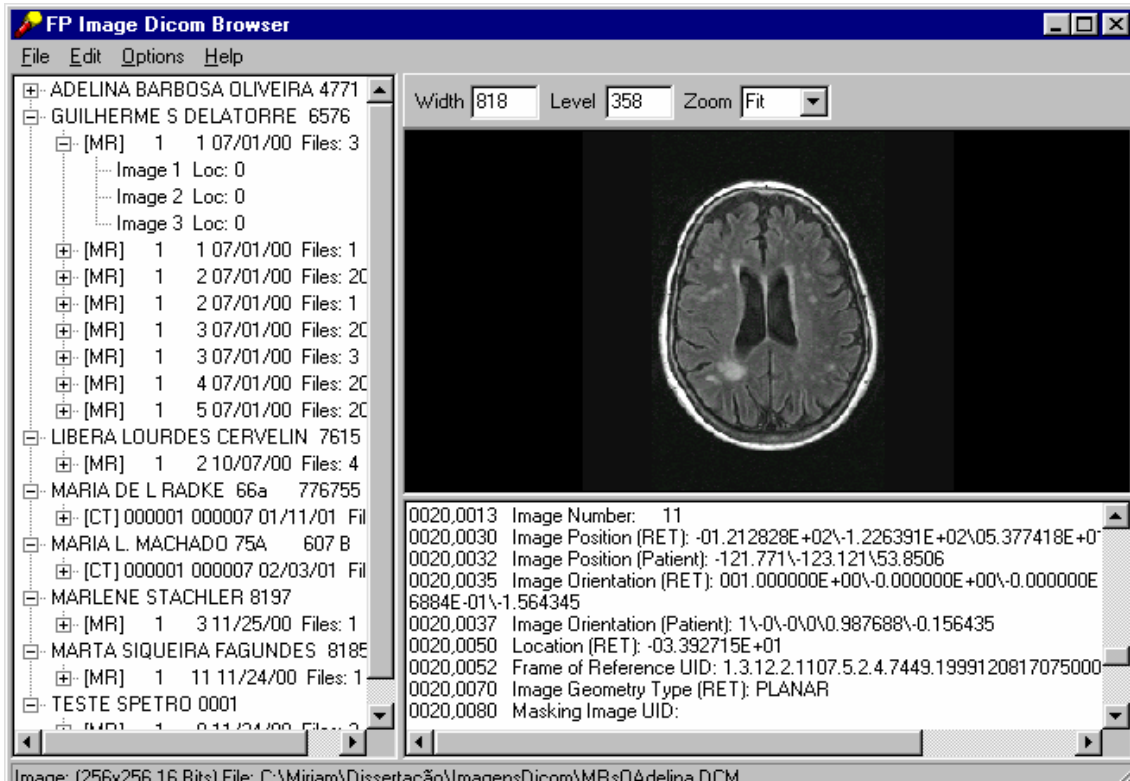 FP Image Dicom Browser
File Edit Options Help
ADELINA BARBOSA OLIVEIRA 4771
GUILHERME S DELATORRE 6576
[MR] 1 1 07/01/00 Files: 3
Image 1 Loc: 0
Image 2 Loc: 0
Image 3 Loc: 0
[MR] 1 1 07/01/00 Files: 1
[MR] 1 2 07/01/00 Files: 20
[MR] 1 2 07/01/00 Files: 1
[MR] 1 3 07/01/00 Files: 20
[MR] 1 3 07/01/00 Files: 3
[MR] 1 4 07/01/00 Files: 20
[MR] 1 5 07/01/00 Files: 20
LIBERA LOURDES CERVELIN 7615
[MR] 1 2 10/07/00 Files: 4
MARIA DE L RADKE 66a 776755
[CT] 000001 000007 01/11/01 Fil
MARIA L. MACHADO 75A 607 B
[CT] 000001 000007 02/03/01 Fil
MARLENE STACHLER 8197
[MR] 1 3 11/25/00 Files: 1
MARTA SIQUEIRA FAGUNDES 8185
[MR] 1 11 11/24/00 Files: 1
TESTE SPETRO 0001
Width 818 Level 358 Zoom Fit
0020,0013 Image Number: 11
0020,0030 Image Position (RET): -01.212828E+02\-1.226391E+02\05.377418E+0
0020,0032 Image Position (Patient): -121.771\-123.121\53.8506
0020,0035 Image Orientation (RET): 001.000000E+00\-0.000000E+00\-0.000000E
6884E-01\-1.564345
0020,0037 Image Orientation (Patient): 1\-0\-0\0\0.987688\-0.156435
0020,0050 Location (RET): -03.392715E+01
0020,0052 Frame of Reference UID: 1.3.12.2.1107.5.2.4.7449.1999120817075000
0020,0070 Image Geometry Type (RET): PLANAR
0020,0080 Masking Image UID:
Image: (256x256 16 Bits) File: C:\Miriam\Dissertação\ImagensDicom\MRsOAdelina.DCM